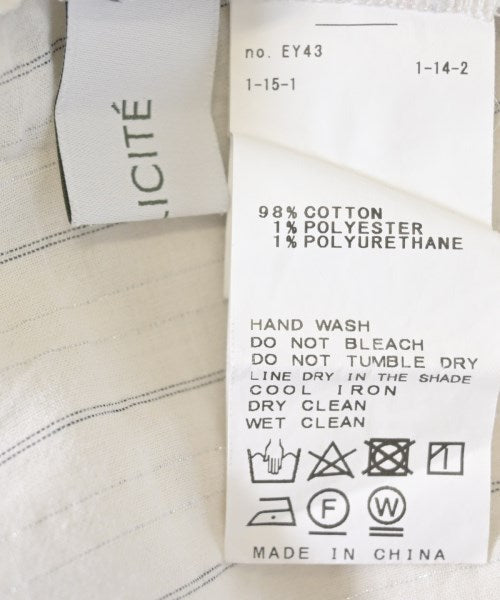 LICITÉ
no. EY43
1-14-2
1-15-1
98% COTTON
1% POLYESTER
1% POLYURETHANE
HAND WASH
DO NOT BLEACH
DO NOT TUMBLE DRY
LINE DRY IN THE SHADE
COOL IRON
DRY CLEAN
WET CLEAN
1
F W
MADE IN CHINA